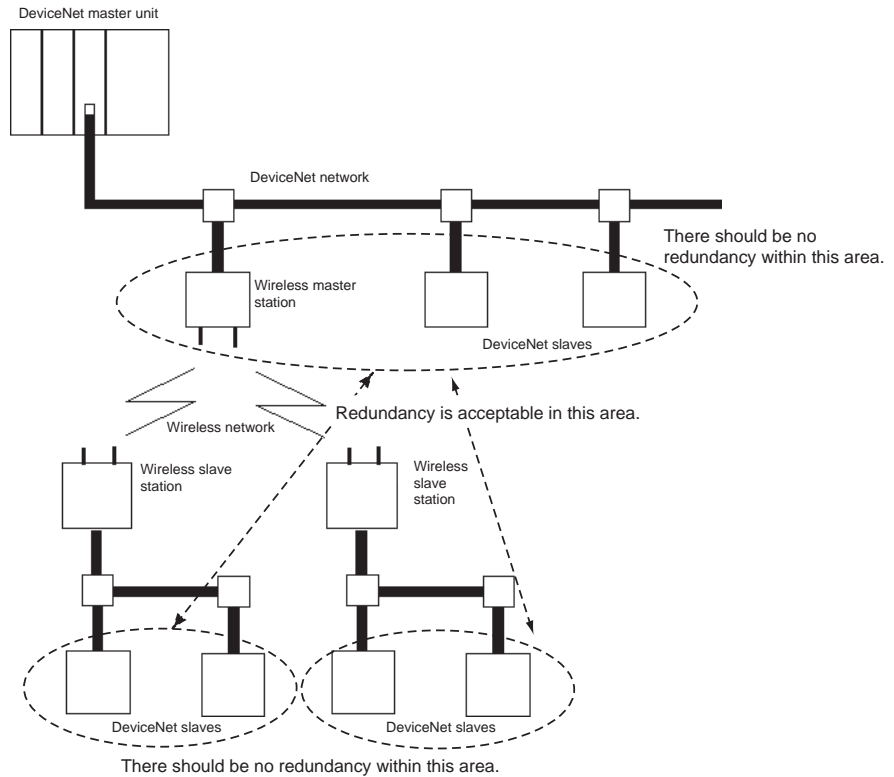 DeviceNet master unit
DeviceNet network
There should be no
redundancy within this area.
Wireless master
station
DeviceNet slaves
Redundancy is acceptable in this area.
Wireless network
Wireless slave
station
Wireless
slave
station
DeviceNet slaves
DeviceNet slaves
There should be no redundancy within this area.